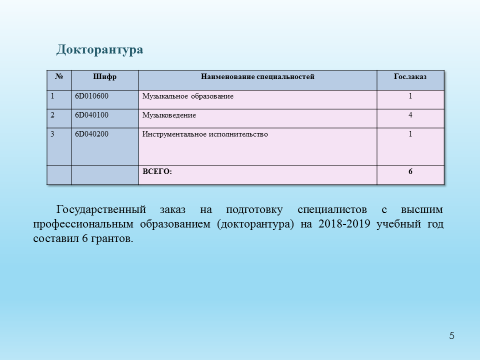 Докторантура
№ Шифр Наименование специальностей Гос.заказ
1 6D010600 Музыкальное образование 1
2 6D040100 Музыковедение 4
3 6D040200 Инструментальное исполнительство 1
ВСЕГО: 6
Государственный заказ на подготовку специалистов с высшим
профессиональным образованием (докторантура) на 2018-2019 учебный год
составил 6 грантов.
5